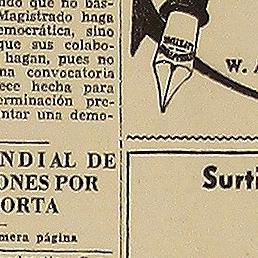 ndo que no bas-
Magistrado haga
emocrática, sino
que sus colabo-
hagan, pues no
na convocatoria
ece hecha para
erminación pre-
ntar una demo-
NDIAL DE
ONES POR
ORTA
mera página
W. A
Surti